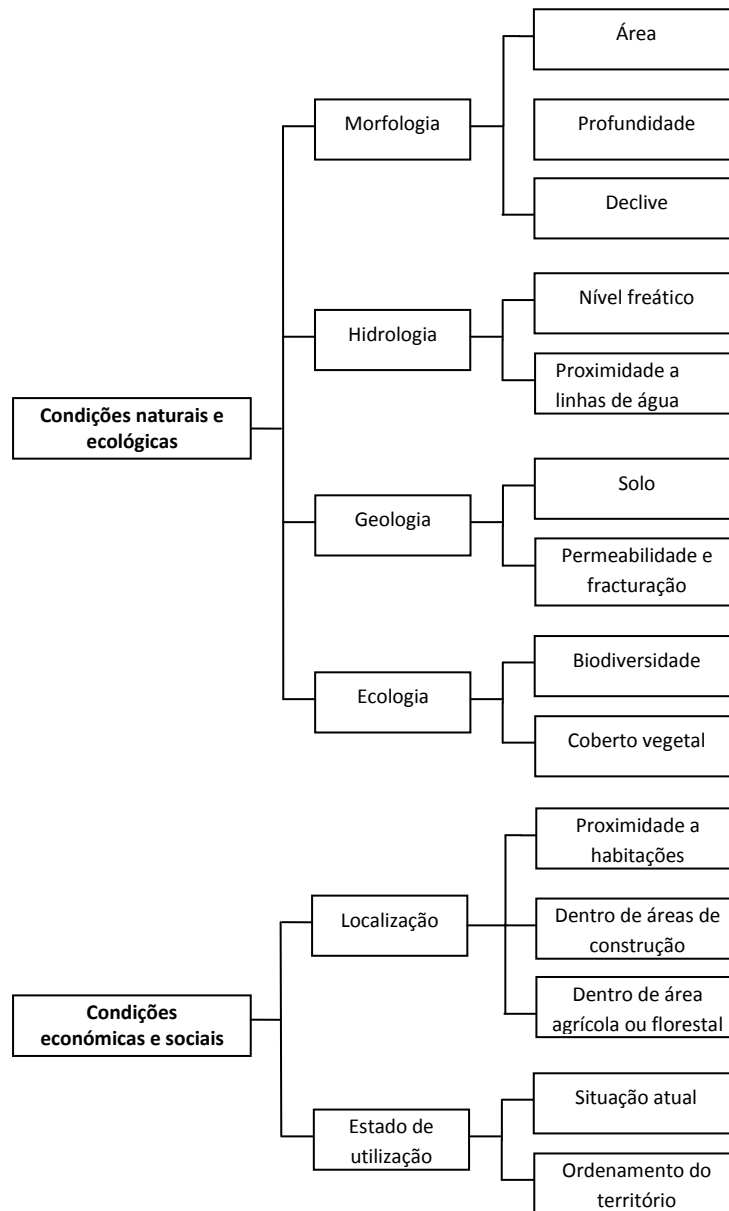 Área
Morfologia
Profundidade
Declive
Nível freático
Hidrologia
Proximidade a
linhas de água
Condições naturais e
ecológicas
Solo
Geologia
Permeabilidade e
fracturação
Biodiversidade
Ecologia
Coberto vegetal
Proximidade a
habitações
Localização
Dentro de áreas de
construção
Dentro de área
agrícola ou florestal
Condições
económicas e sociais
Situação atual
Estado de
utilização
Ordenamento do
território